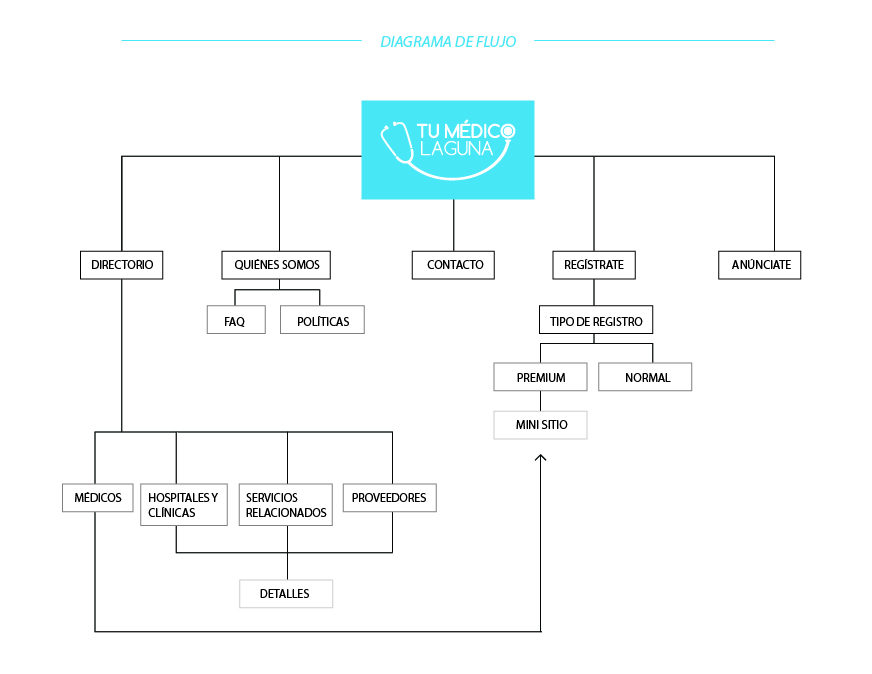 DIAGRAMA DE FLUJO
TU MÉDICO
LAGUNA
DIRECTORIO
QUIÉNES SOMOS
CONTACTO
REGÍSTRATE
ANÚNCIATE
FAQ
POLÍTICAS
TIPO DE REGISTRO
PREMIUM
NORMAL
MINI SITIO
MÉDICOS
HOSPITALES Y
CLÍNICAS
SERVICIOS
RELACIONADOS
PROVEEDORES
DETALLES